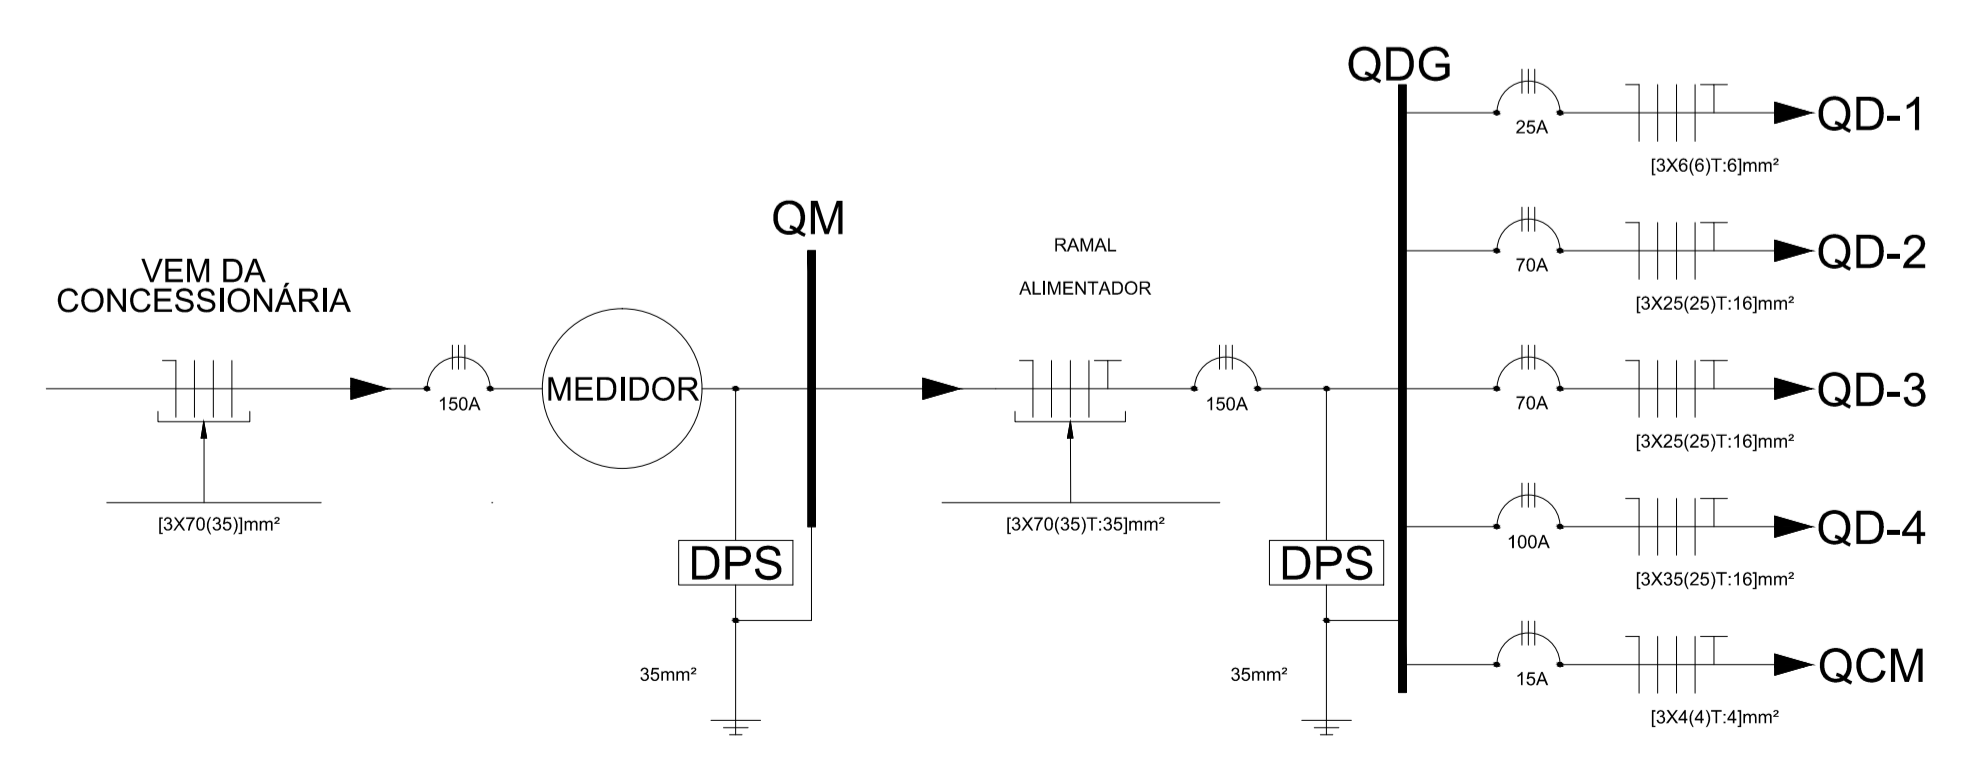 VEM DA
CONCESSIONÁRIA
150A
MEDIDOR
[3X70(35)]mm²
QM
DPS
35mm²
RAMAL
ALIMENTADOR
150A
[3X70(35)T:35]mm²
DPS
35mm²
QDG
25A
QD-1
[3X6(6)T:6]mm²
70A
QD-2
[3X25(25)T:16]mm²
70A
QD-3
[3X25(25)T:16]mm²
100A
QD-4
[3X35(25)T:16]mm²
15A
QCM
[3X4(4)T:4]mm²